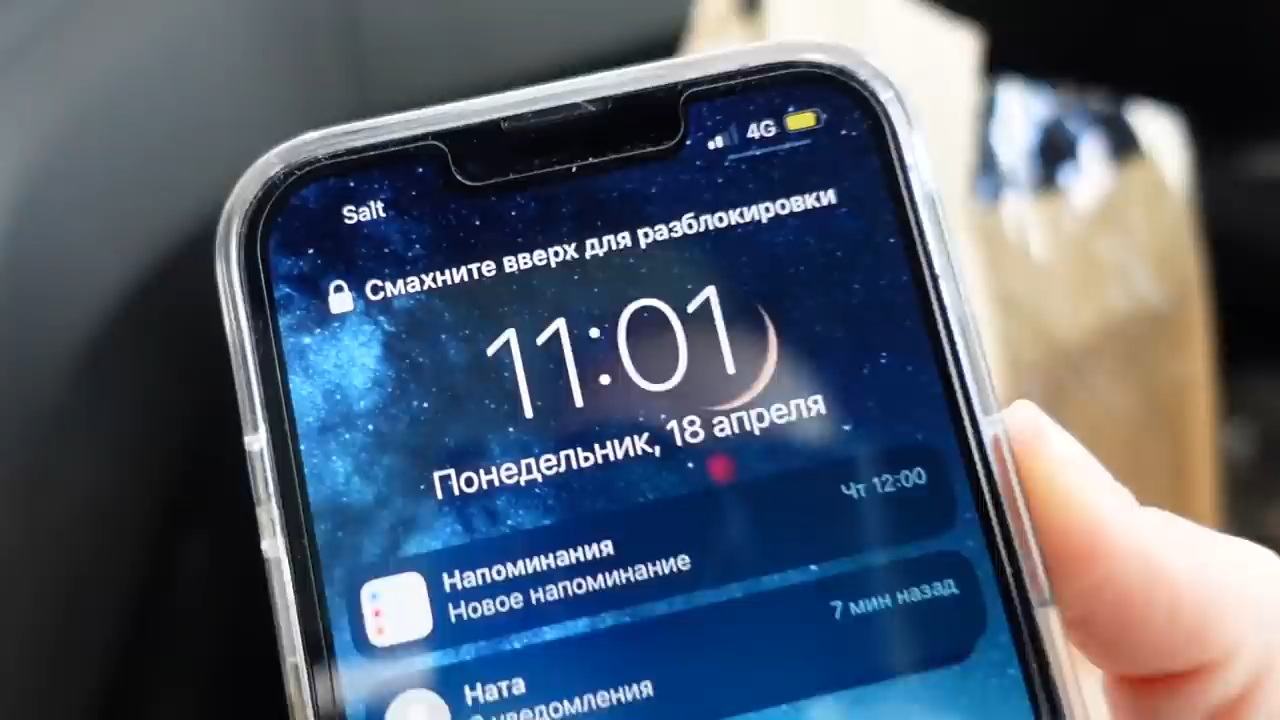 4G
Salt
Смахните вверх для разблокировки
11:01
Понедельник, 18 апреля
Чт 12:00
Напоминания
Новое напоминание
7 мин назад
Ната
уведомления